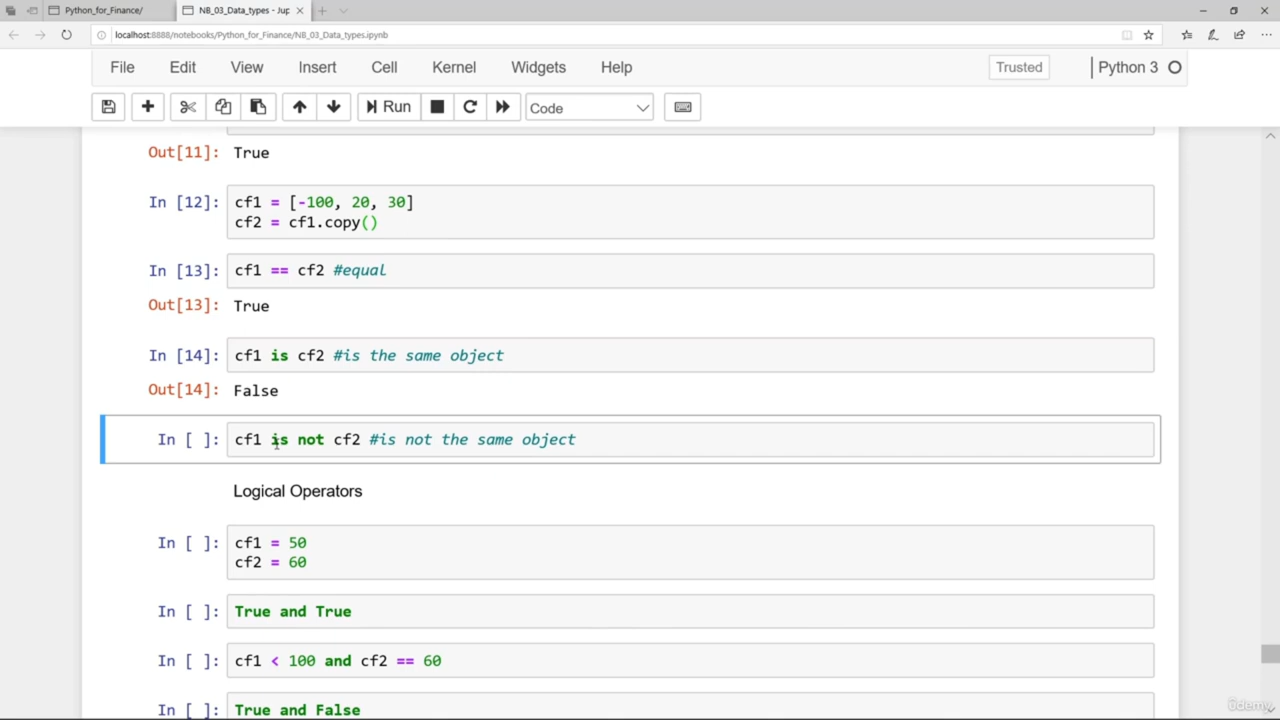 Python_for_Finance/
NB_03_Data_types - Jup
localhost:8888/notebooks/Python_for_Finance/NB_03_Data_types.ipynb
File Edit View Insert Cell Kernel Widgets Help Trusted Python 3
Run Code
Out[11]: True
In [12]: cf1 = [-100, 20, 30]
cf2 = cf1.copy()
In [13]: cf1 == cf2 #equal
Out[13]: True
In [14]: cf1 is cf2 #is the same object
Out[14]: False
In [ ]: cf1 is not cf2 #is not the same object
Logical Operators
In [ ]: cf1 = 50
cf2 = 60
In [ ]: True and True
In [ ]: cf1 < 100 and cf2 == 60
In [ ]: True and False
Udemy